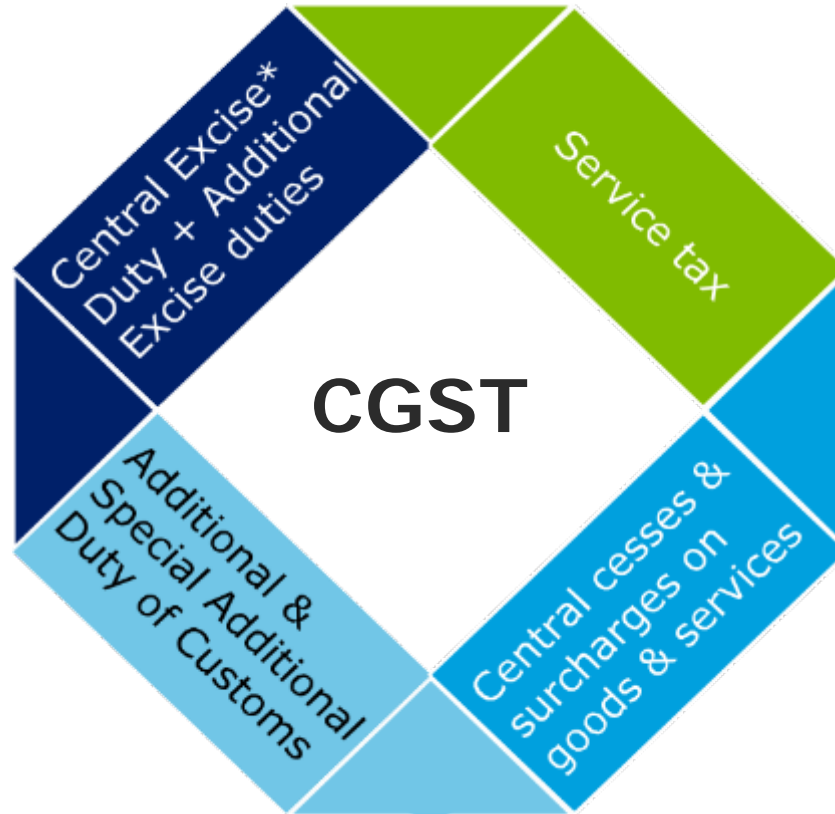 Central Excise*
Duty + Additional
Excise duties
Service tax
CGST
Additional &
Special Additional
Duty of Customs
Central cesses &
surcharges on
goods & services